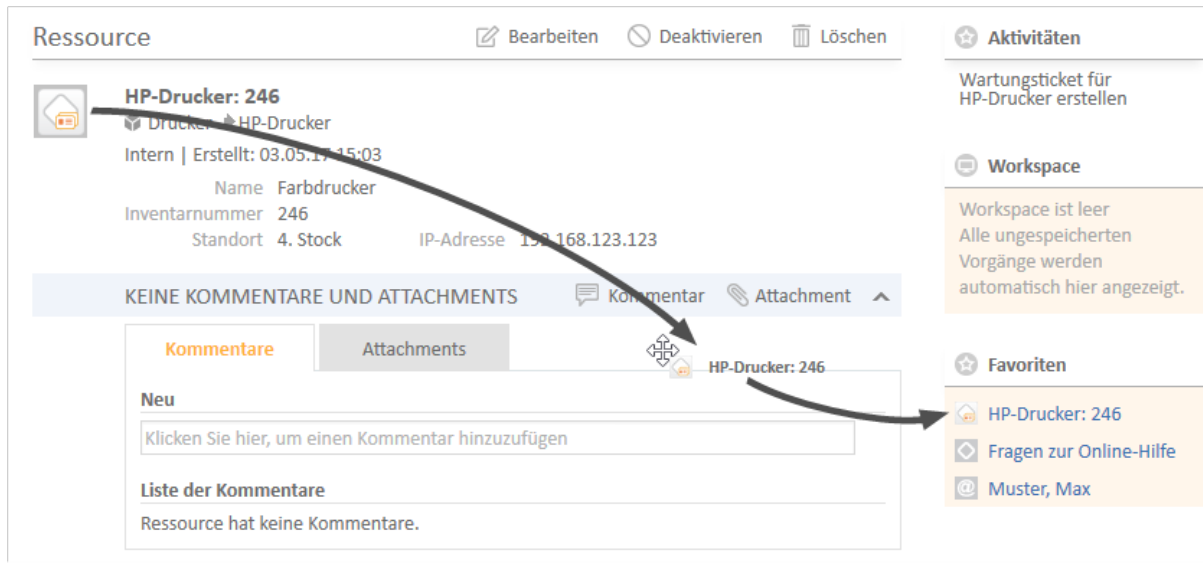 Ressource
Bearbeiten
Deaktivieren
Löschen
HP-Drucker: 246
Drucker HP-Drucker
Intern | Erstellt: 03.05.17 15:03
Name Farbdrucker
Inventarnummer 246
Standort 4. Stock IP-Adresse 192.168.123.123
KEINE KOMMENTARE UND ATTACHMENTS
Kommentar
Attachment
Kommentare
Attachments
HP-Drucker: 246
Neu
Klicken Sie hier, um einen Kommentar hinzuzufügen
Liste der Kommentare
Ressource hat keine Kommentare.
Aktivitäten
Wartungsticket für
HP-Drucker erstellen
Workspace
Workspace ist leer
Alle ungespeicherten
Vorgänge werden
automatisch hier angezeigt.
Favoriten
HP-Drucker: 246
Fragen zur Online-Hilfe
Muster, Max